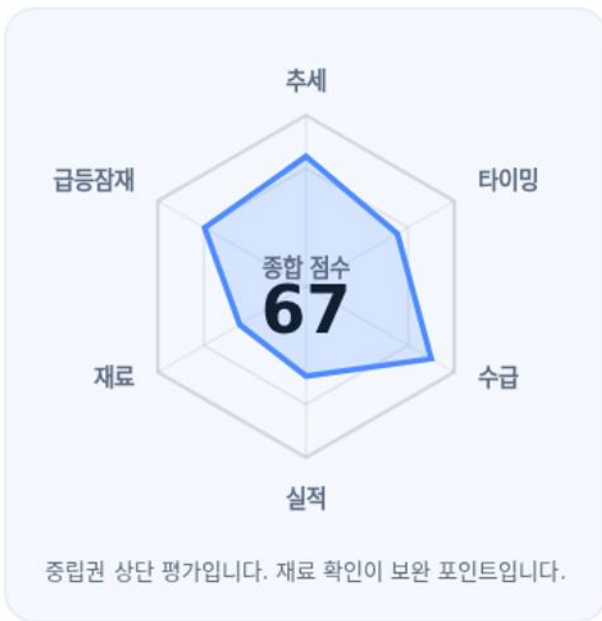 추세
급등잠재
타이밍
종합 점수
67
재료
수급
실적
중립권 상단 평가입니다. 재료 확인이 보완 포인트입니다.